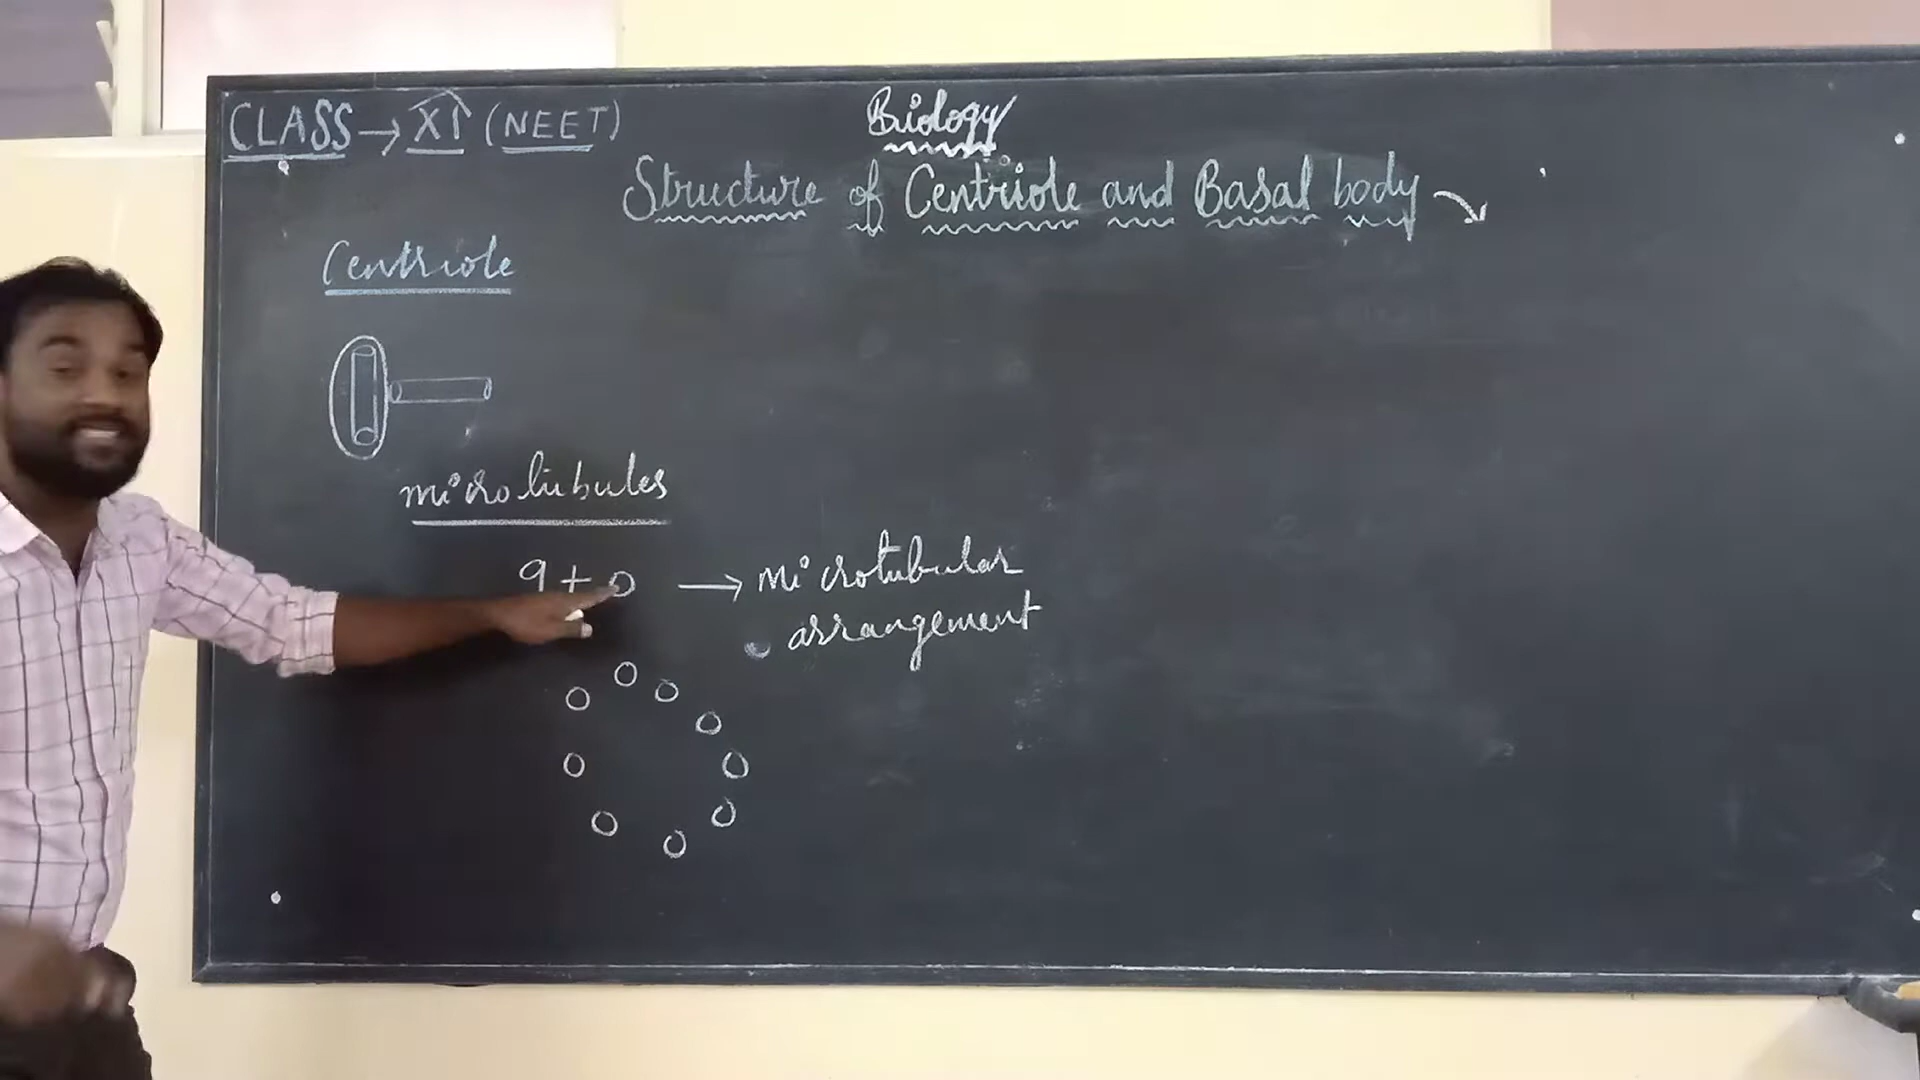 CLASS → XI (NEET)
Biology
Structure of Centriole and Basal body
Centriole
microtubules
9 + 0 → Microtubular
arrangement